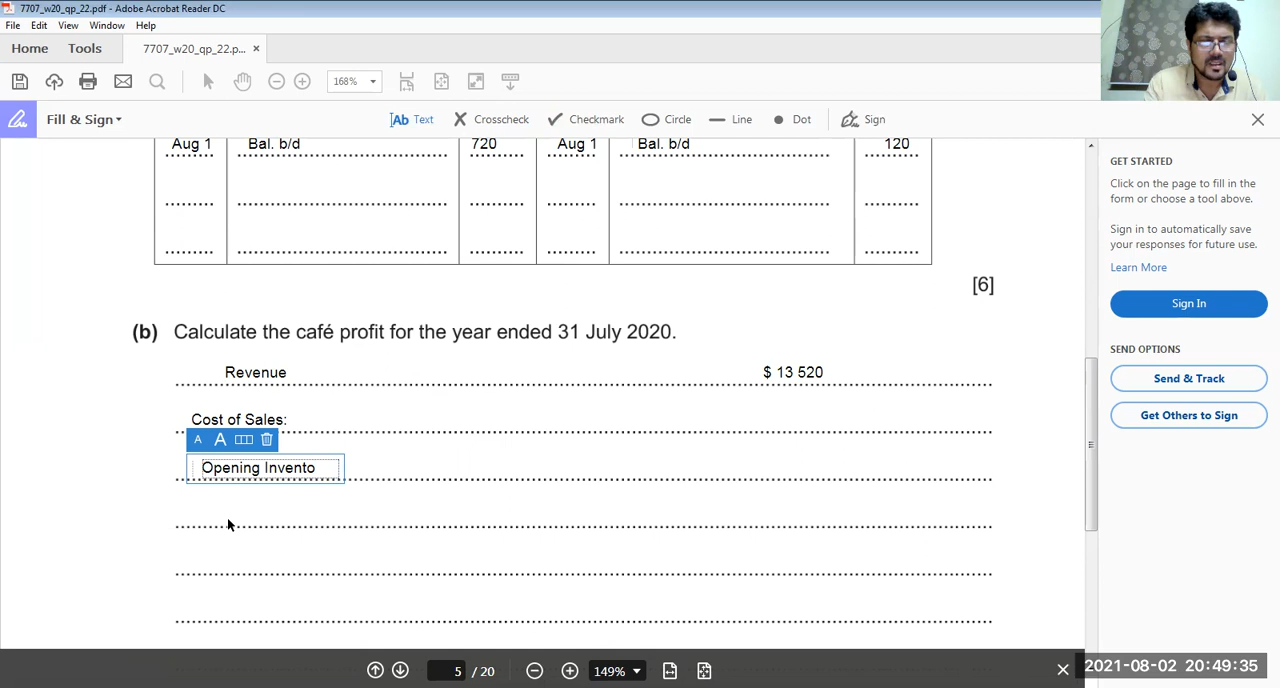 7707_w20_qp_22.pdf - Adobe Acrobat Reader DC
File Edit View Window Help
Home Tools 7707_w20_qp_22.p... ×
168%
Fill & Sign Ab Text Crosscheck Checkmark Circle Line Dot Sign
Aug 1 Bal. b/d 720 Aug 1 Bal. b/d 120
[6]
(b) Calculate the café profit for the year ended 31 July 2020.
Revenue $ 13 520
Cost of Sales:
A A
Opening Invento
GET STARTED
Click on the page to fill in the
form or choose a tool above.
Sign in to automatically save
your responses for future use.
Learn More
Sign In
SEND OPTIONS
Send & Track
Get Others to Sign
5 / 20 149%
2021-08-02 20:49:35